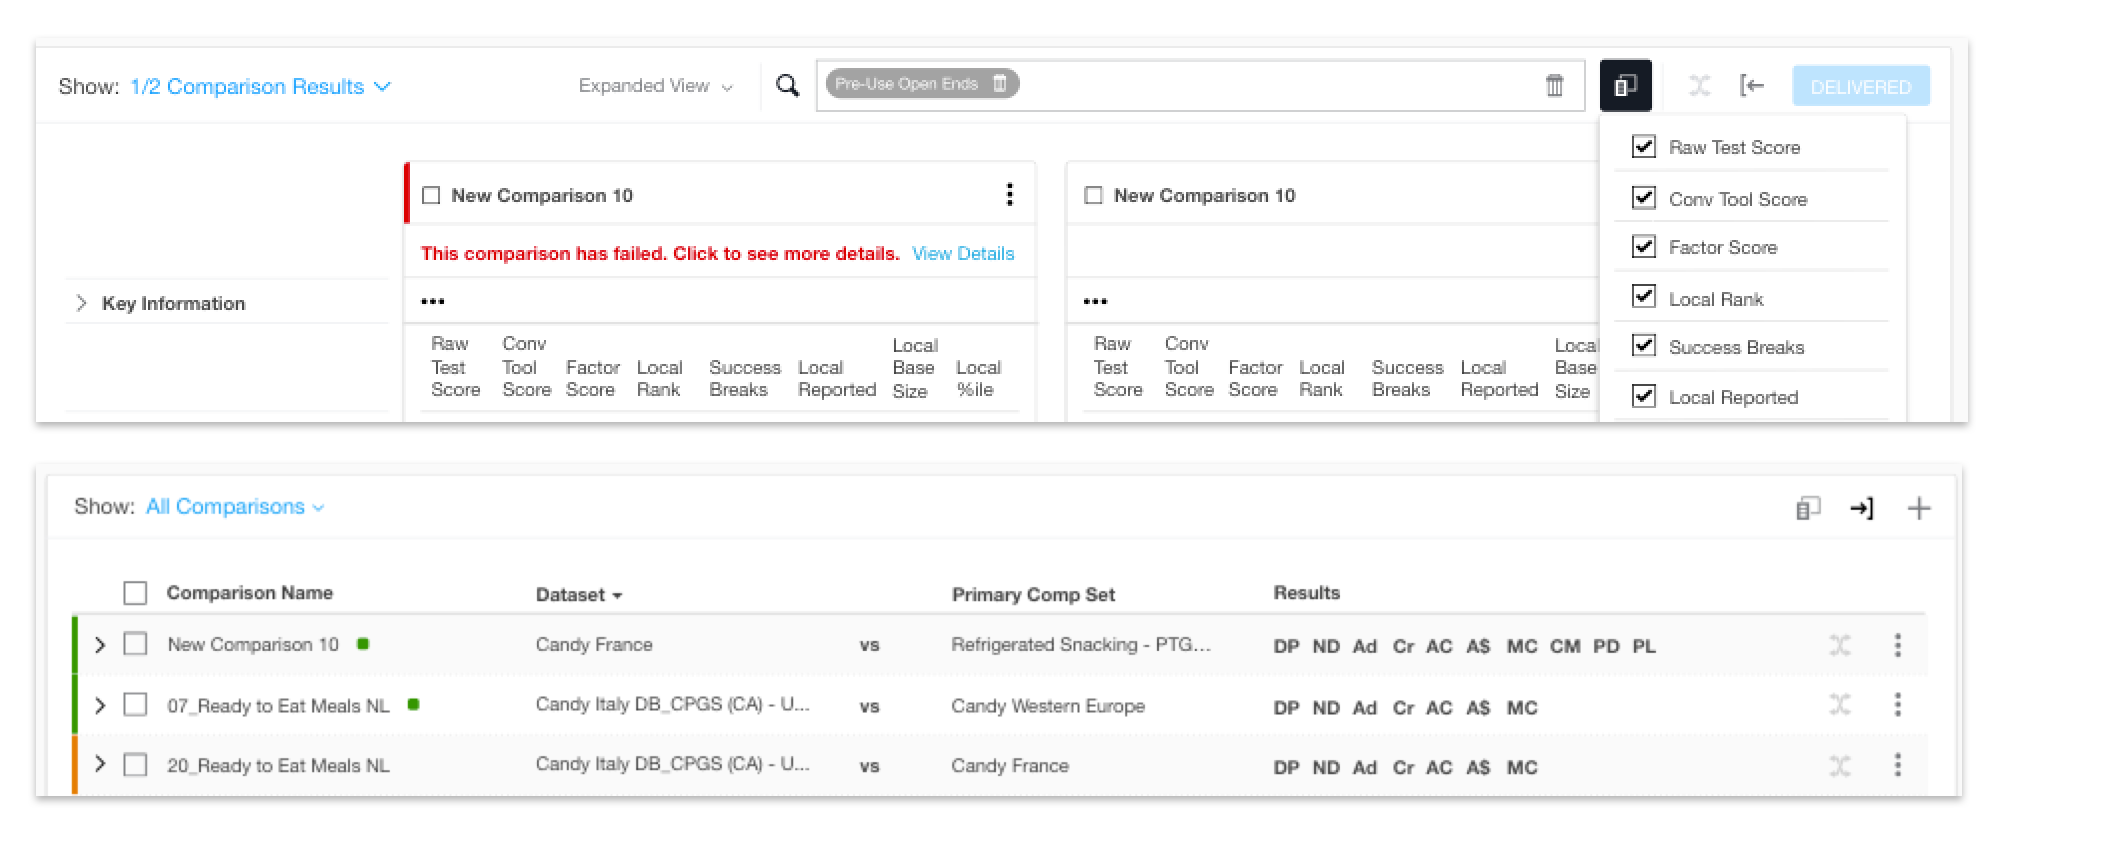 Show: 1/2 Comparison Results
Expanded View
Pre-Use Open Ends
DELIVERED
New Comparison 10
This comparison has failed. Click to see more details. View Details
Key Information
•••
Raw Test Score
Conv Tool Score
Factor Score
Local Rank
Success Breaks
Local Reported
Local Base Size
Local %ile
New Comparison 10
•••
Raw Test Score
Conv Tool Score
Factor Score
Local Rank
Success Breaks
Local Reported
Local Base Size
Raw Test Score
Conv Tool Score
Factor Score
Local Rank
Success Breaks
Local Reported
Show: All Comparisons
Comparison Name Dataset Primary Comp Set Results
New Comparison 10 Candy France vs Refrigerated Snacking - PTG... DP ND Ad Cr AC A$ MC CM PD PL
07_Ready to Eat Meals NL Candy Italy DB_CPGS (CA) - U... vs Candy Western Europe DP ND Ad Cr AC A$ MC
20_Ready to Eat Meals NL Candy Italy DB_CPGS (CA) - U... vs Candy France DP ND Ad Cr AC A$ MC